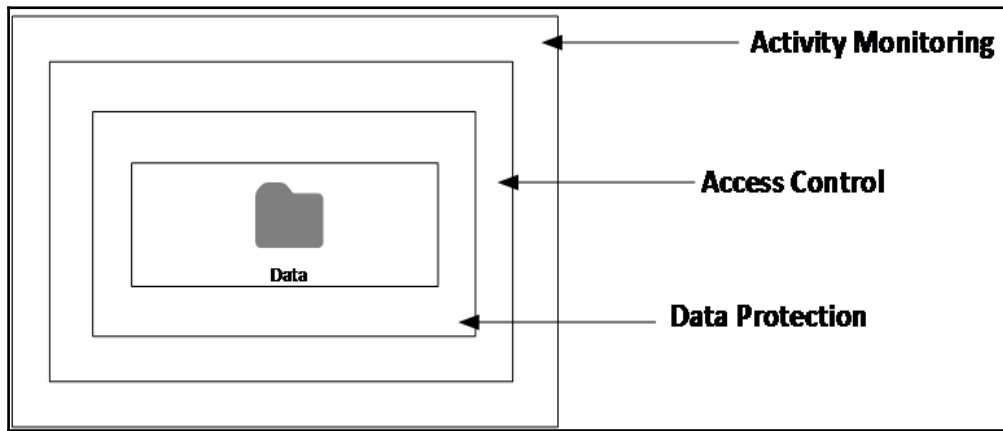 Activity Monitoring
Access Control
Data
Data Protection